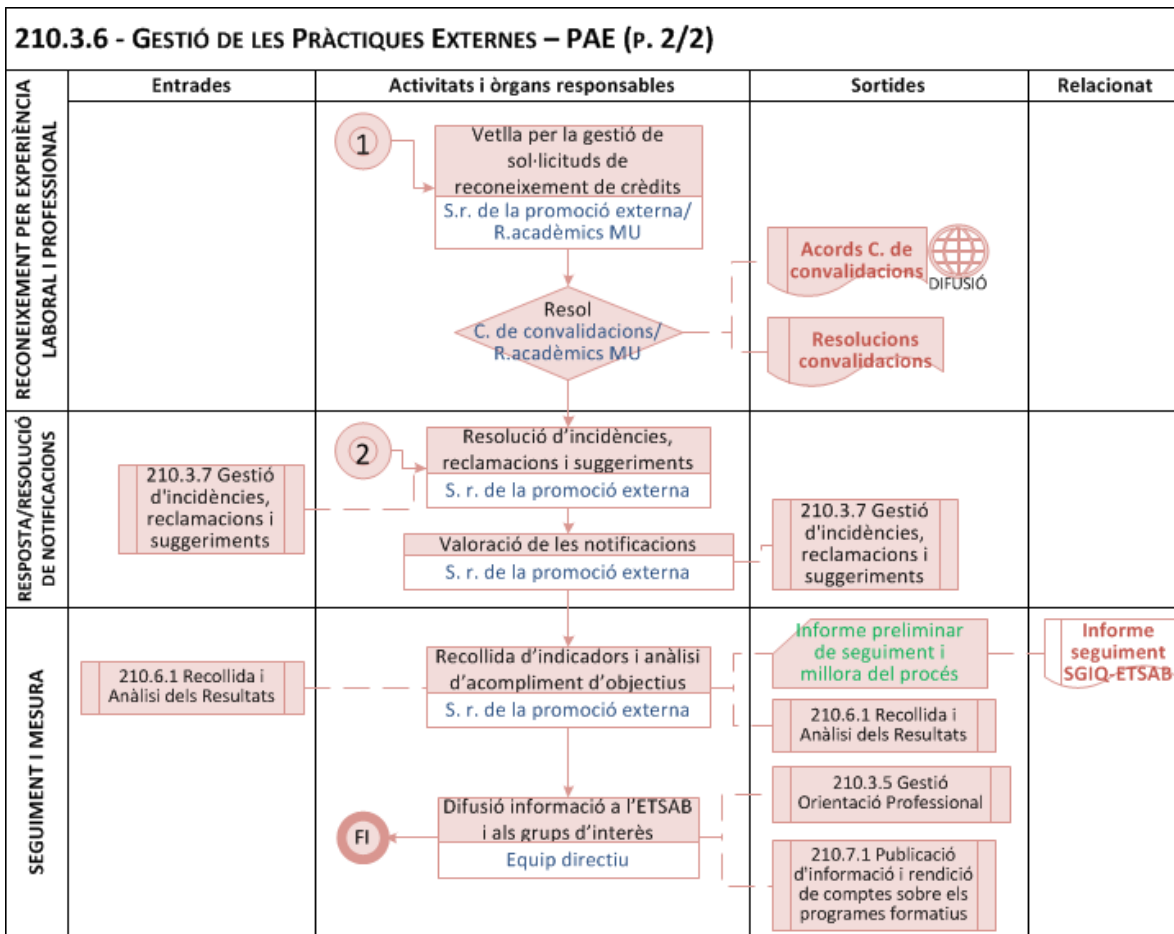 210.3.6 - GESTIÓ DE LES PRÀCTIQUES EXTERNES – PAE (P. 2/2)
Entrades
Activitats i òrgans responsables
Sortides
Relacionat
RECONEIXEMENT PER EXPERIÈNCIA
LABORAL I PROFESSIONAL
1
Vetlla per la gestió de
sol·licituds de
reconeixement de crèdits
S.r. de la promoció externa/
R.acadèmics MU
Acords C. de
convalidacions
DIFUSIÓ
Resol
C. de convalidacions/
R.acadèmics MU
Resolucions
convalidacions
RESPOSTA/RESOLUCIÓ
DE NOTIFICACIONS
2
Resolució d'incidències,
reclamacions i suggeriments
S. r. de la promoció externa
210.3.7 Gestió
d'incidències,
reclamacions i
suggeriments
Valoració de les notificacions
S. r. de la promoció externa
210.3.7 Gestió
d'incidències,
reclamacions i
suggeriments
SEGUIMENT I MESURA
210.6.1 Recollida i
Anàlisi dels Resultats
Recollida d'indicadors i anàlisi
d'acompliment d'objectius
S. r. de la promoció externa
Informe preliminar
de seguiment i
millora del procés
Informe
seguiment
SGIQ-ETSAB
210.6.1 Recollida i
Anàlisi dels Resultats
210.3.5 Gestió
Orientació Professional
FI
Difusió informació a l'ETSAB
i als grups d'interès
Equip directiu
210.7.1 Publicació
d'informació i rendició
de comptes sobre els
programes formatius